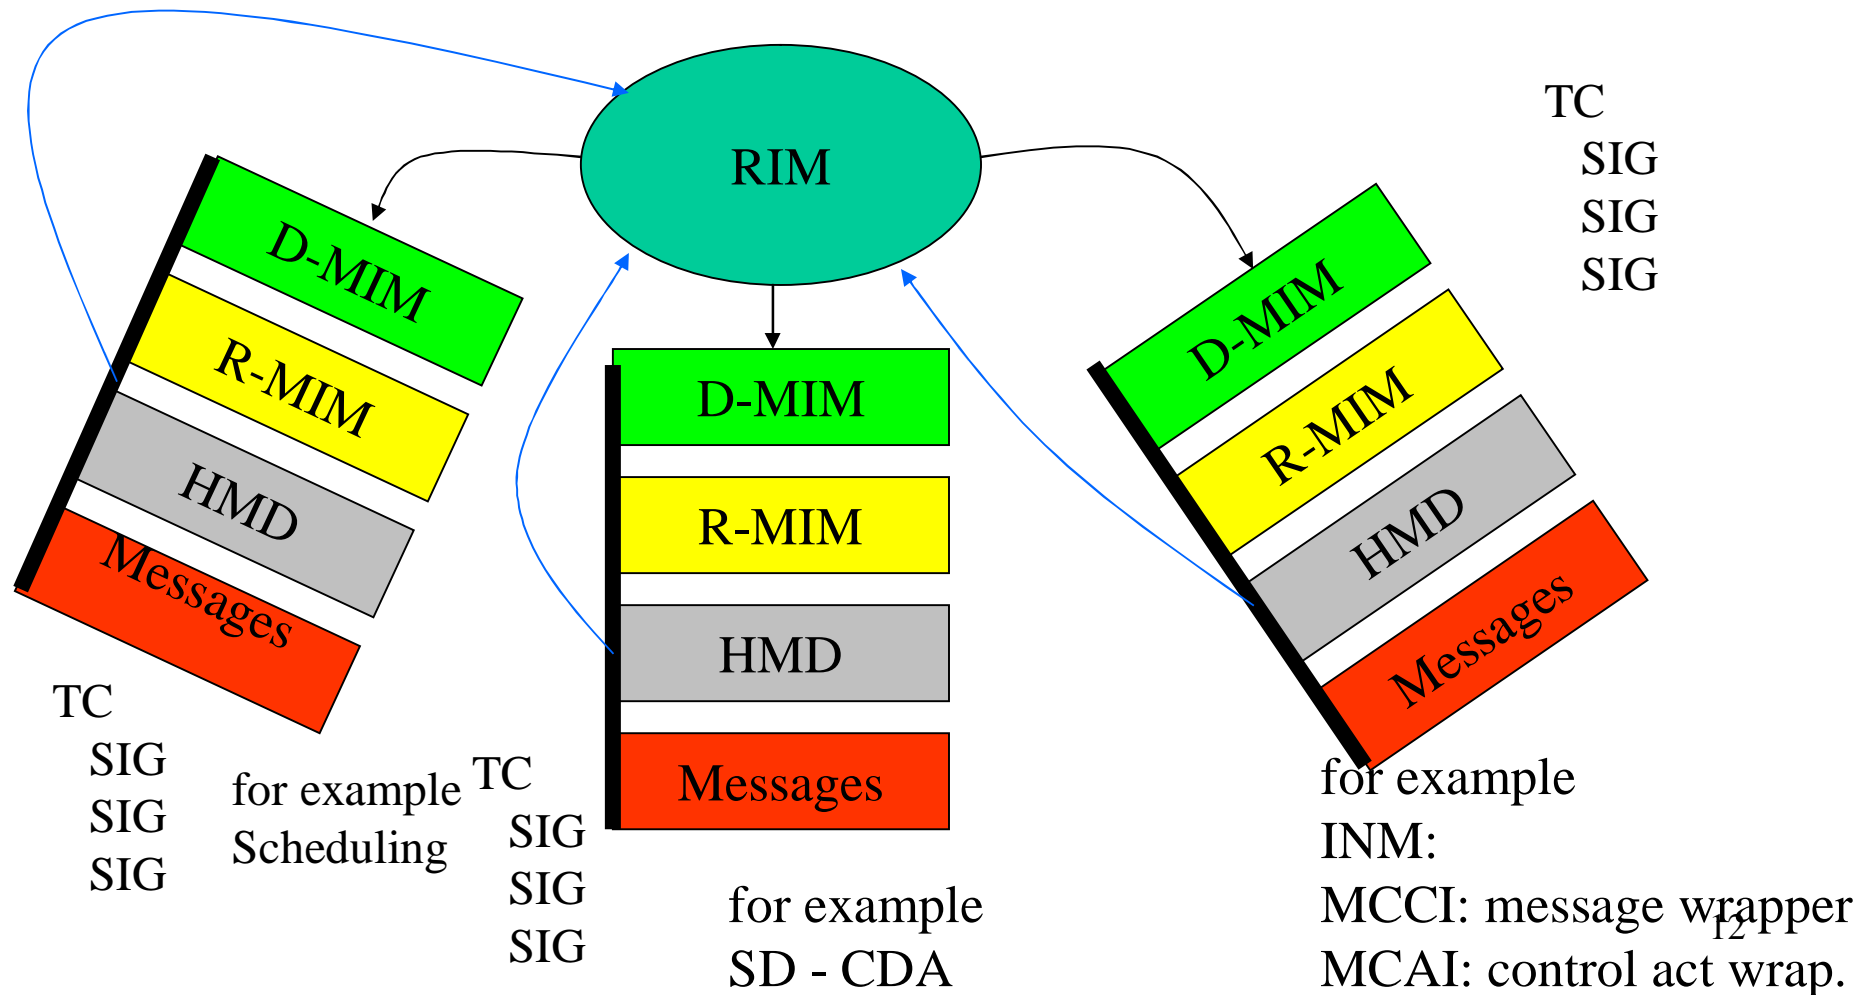 RIM
TC
SIG
SIG
SIG
D-MIM
R-MIM
HMD
Messages
D-MIM
R-MIM
HMD
Messages
D-MIM
R-MIM
HMD
Messages
TC
SIG
SIG
SIG
for example
Scheduling
TC
SIG
SIG
SIG
for example
SD - CDA
for example
INM:
MCCI: message wrapper
MCAI: control act wrap.
12